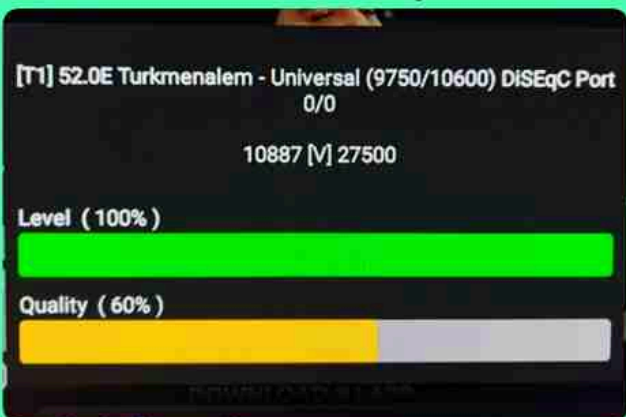 [T1] 52.0E Turkmenalem - Universal (9750/10600) DiSEqC Port
0/0
10887 [V] 27500
Level ( 100% )
Quality ( 60% )